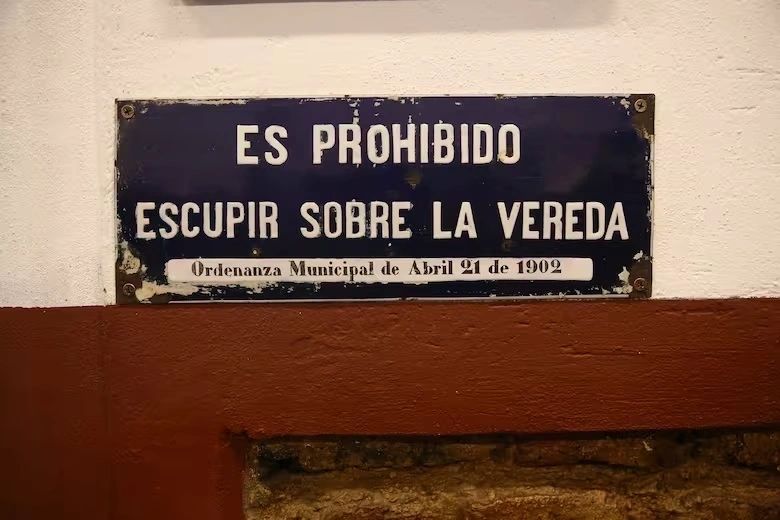 ES PROHIBIDO
ESCUPIR SOBRE LA VEREDA
Ordenanza Municipal de Abril 21 de 1902